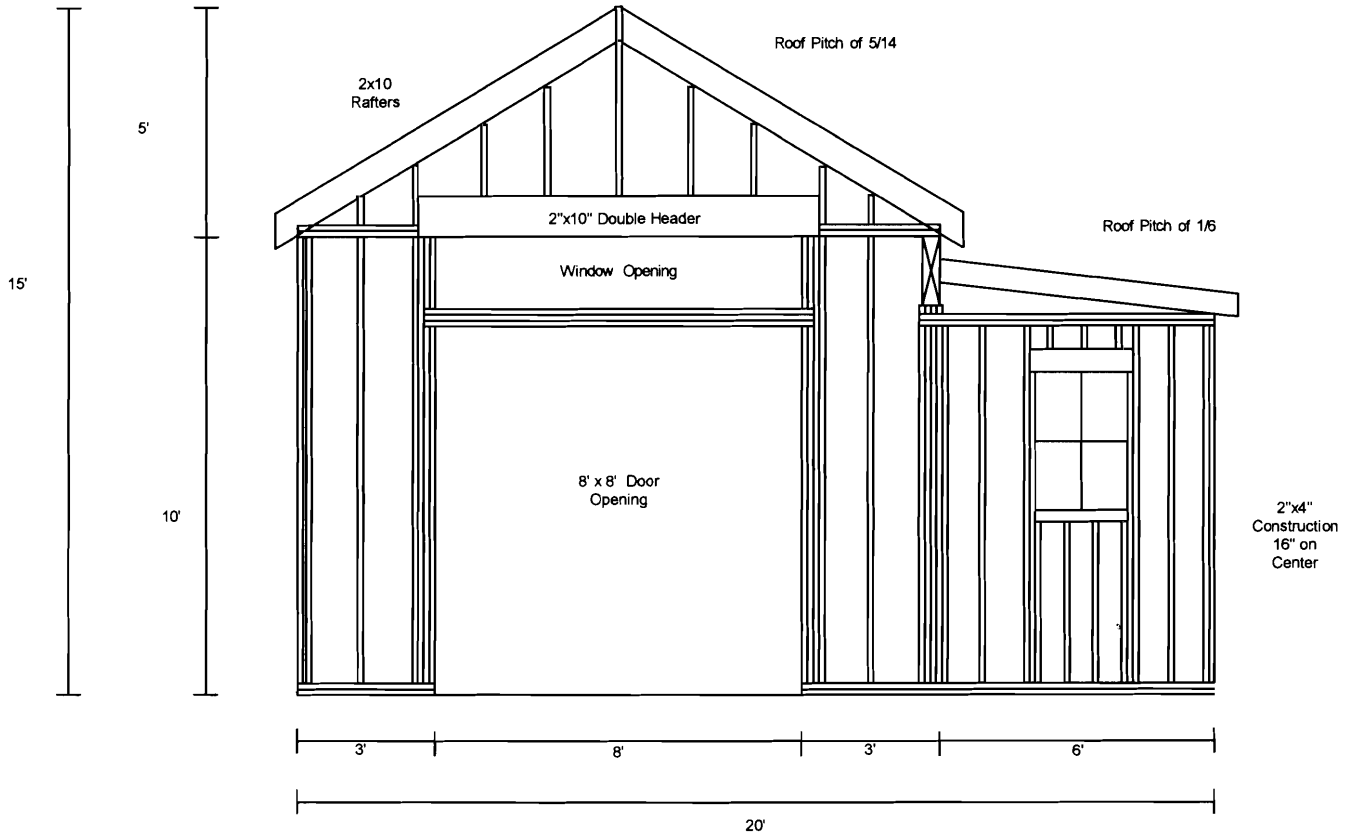 Roof Pitch of 5/14
2x10
Rafters
5'
2"x10" Double Header
Roof Pitch of 1/6
Window Opening
15'
8' x 8' Door
Opening
10'
2"x4"
Construction
16" on
Center
3'
8'
3'
6'
20'